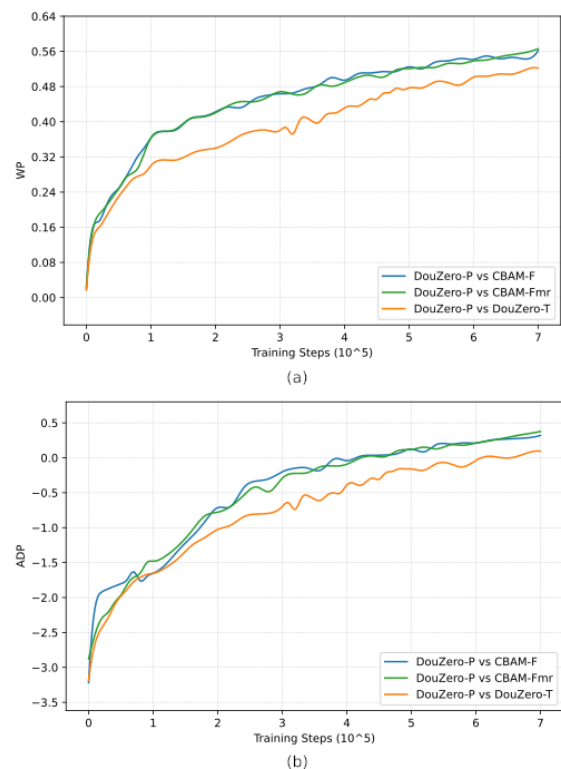 0.64
0.56
0.48
0.40
0.32
0.24
0.16
0.08
0.00
WP
DouZero-P vs CBAM-F
DouZero-P vs CBAM-Fmr
DouZero-P vs DouZero-T
0 1 2 3 4 5 6 7
Training Steps (10^5)
(a)
0.5
0.0
−0.5
−1.0
−1.5
−2.0
−2.5
−3.0
−3.5
ADP
DouZero-P vs CBAM-F
DouZero-P vs CBAM-Fmr
DouZero-P vs DouZero-T
0 1 2 3 4 5 6 7
Training Steps (10^5)
(b)